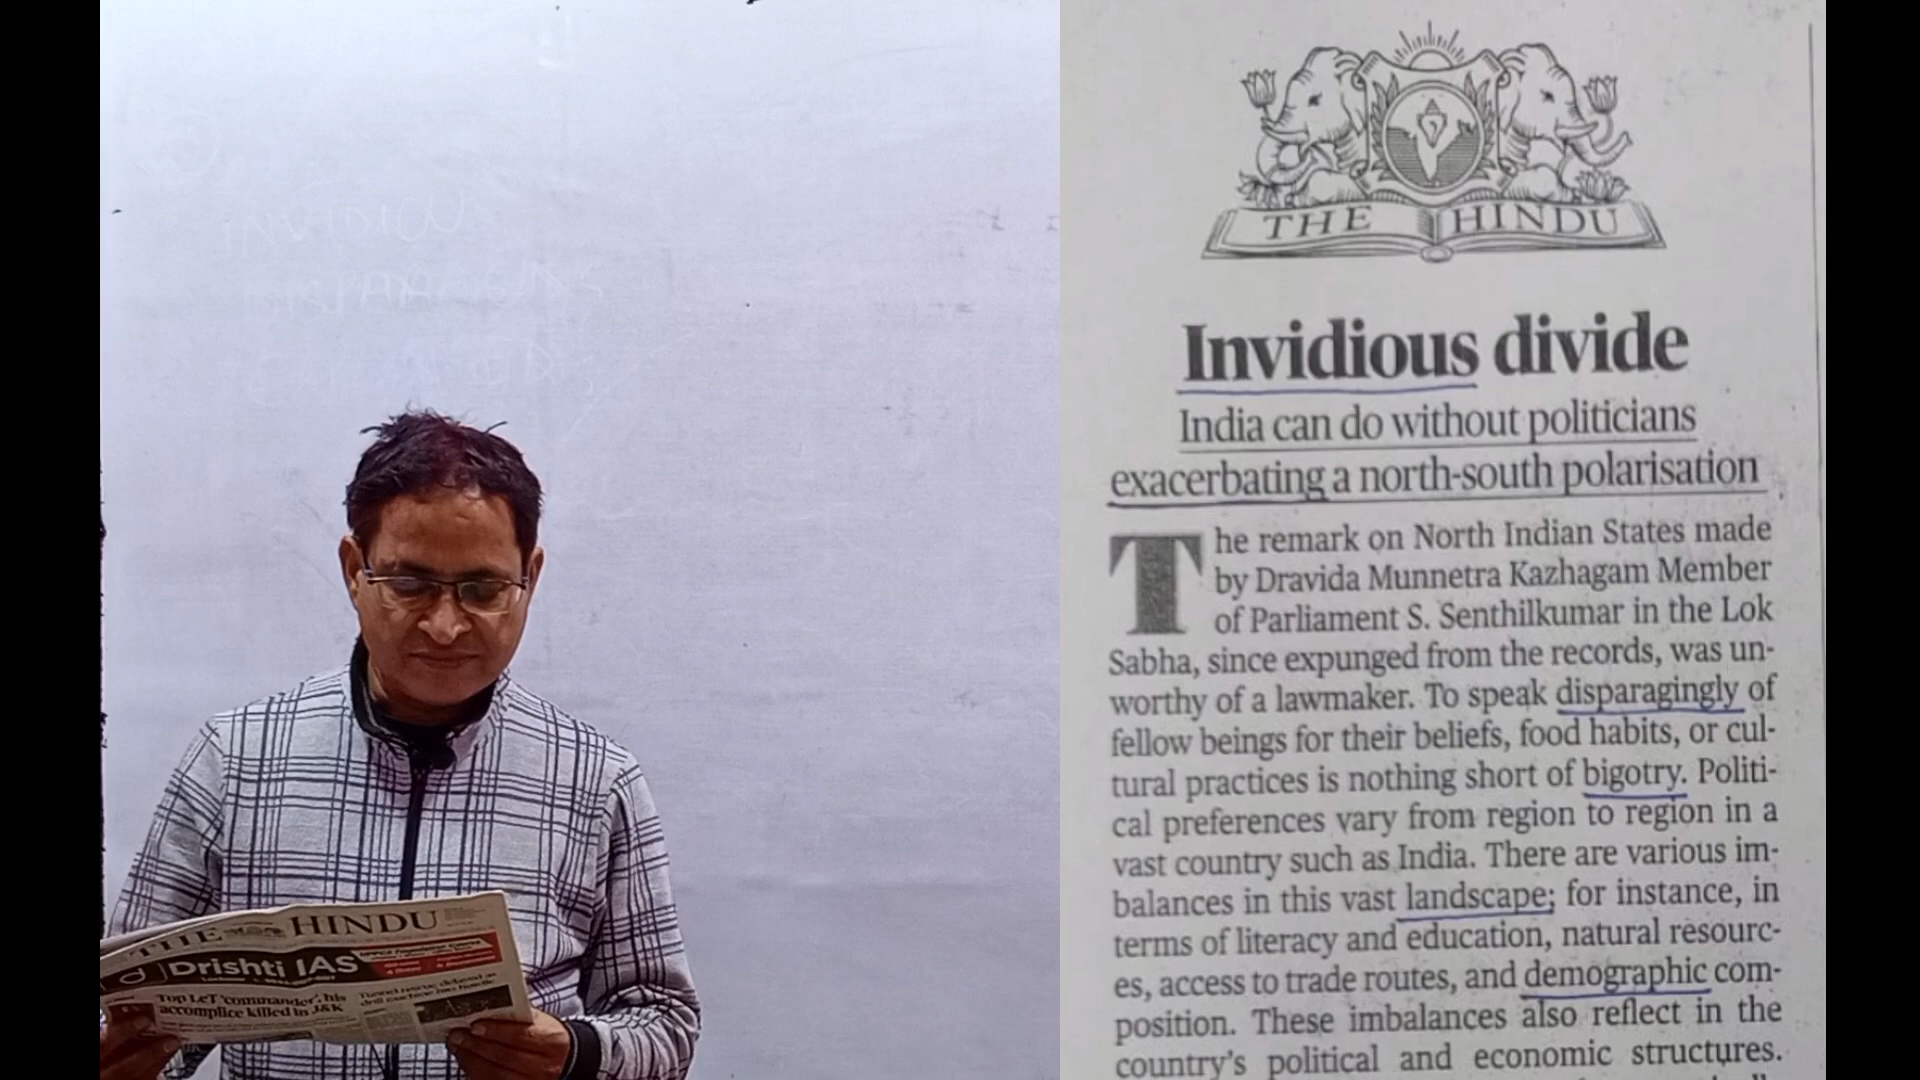 THE HINDU
Drishti IAS
Top LeT 'commander', his
accomplice killed in J&K
Tunnel rescue delayed as
THE HINDU
Invidious divide
India can do without politicians
exacerbating a north-south polarisation
The remark on North Indian States made
by Dravida Munnetra Kazhagam Member
of Parliament S. Senthilkumar in the Lok
Sabha, since expunged from the records, was un-
worthy of a lawmaker. To speak disparagingly of
fellow beings for their beliefs, food habits, or cul-
tural practices is nothing short of bigotry. Politi-
cal preferences vary from region to region in a
vast country such as India. There are various im-
balances in this vast landscape; for instance, in
terms of literacy and education, natural resourc-
es, access to trade routes, and demographic com-
position. These imbalances also reflect in the
country's political and economic structures.